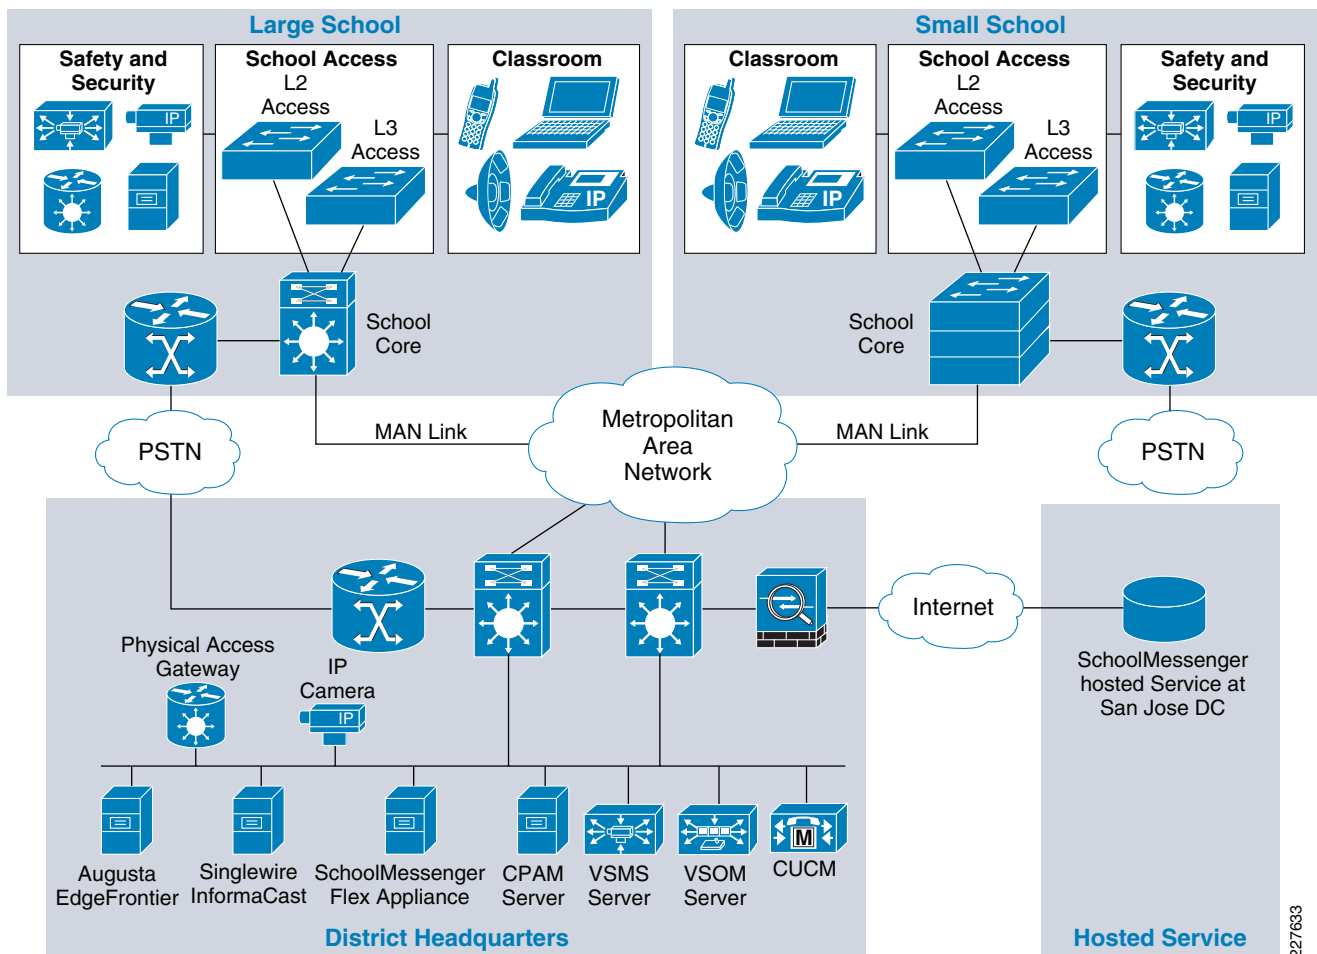 Large School
Small School
Safety and
Security
School Access
L2
Access
L3
Access
Classroom
Classroom
School Access
L2
Access
L3
Access
Safety and
Security
IP
IP
IP
IP
School
Core
School
Core
Metropolitan
Area
Network
MAN Link
MAN Link
PSTN
PSTN
Internet
Physical Access
Gateway
IP
Camera
IP
SchoolMessenger
hosted Service at
San Jose DC
M
Augusta
EdgeFrontier
Singlewire
InformaCast
SchoolMessenger
Flex Appliance
CPAM
Server
VSMS
Server
VSOM
Server
CUCM
District Headquarters
Hosted Service
227633